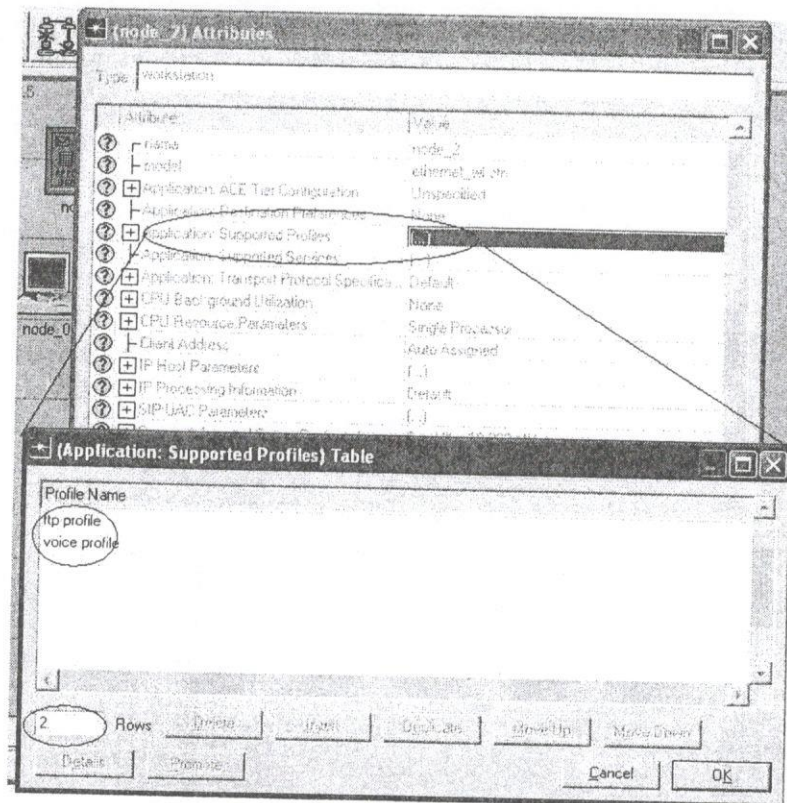 (node_2) Attributes
Type: workstation
.5
Attribute Value
name node_2
model
Application: ACE Tier Configuration Unspecified
Application: Destination Preferences None
Application: Supported Profiles (...)
Application: Supported Services (...)
Application: Transport Protocol Specifica... Default
CPU Background Utilization None
CPU Resource Parameters Single Processor
Client Address Auto Assigned
IP Host Parameters (...)
IP Processing Information Default
SIP UAC Parameters (...)
node_0
(Application: Supported Profiles) Table
Profile Name
ftp profile
voice profile
2 Rows Delete Insert Duplicate Move Up Move Down
Details Promote Cancel OK